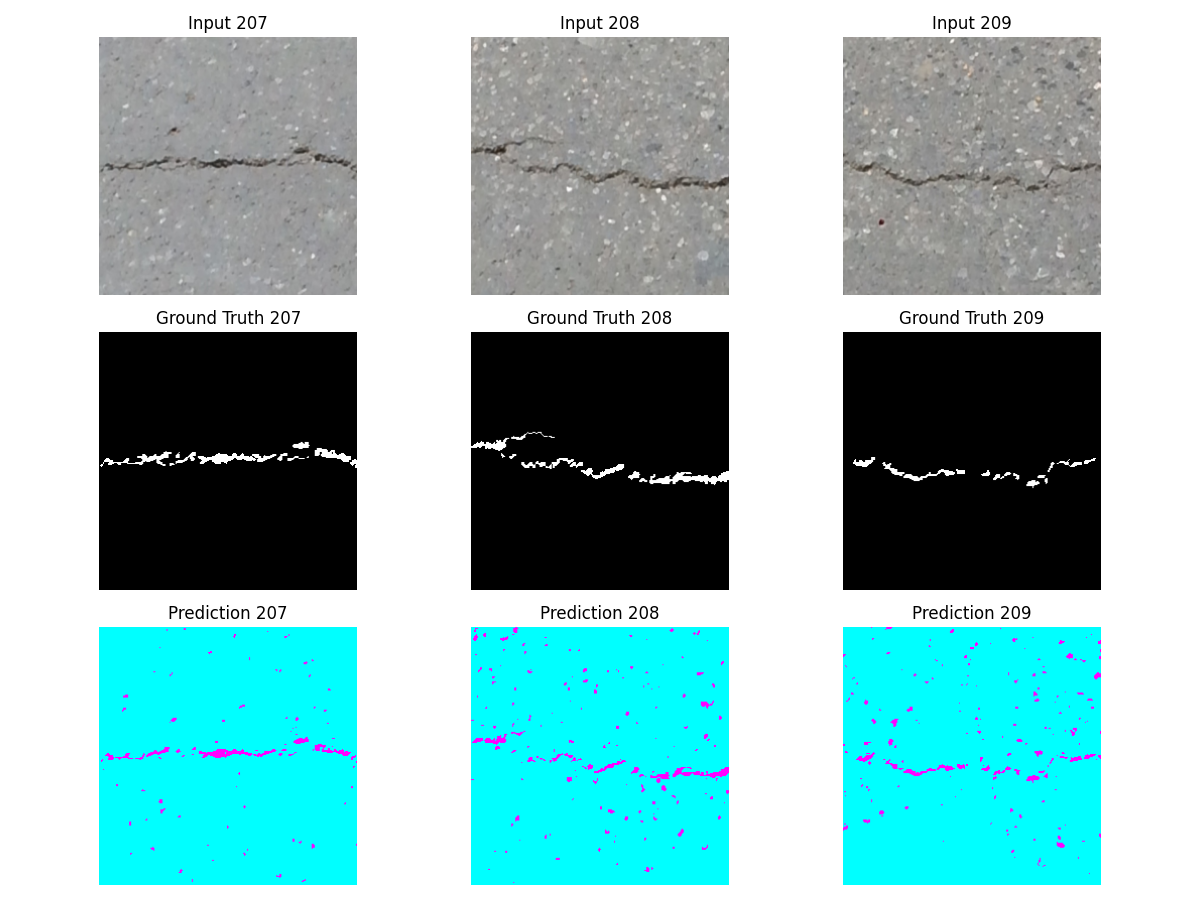 Input 207
Input 208
Input 209
Ground Truth 207
Ground Truth 208
Ground Truth 209
Prediction 207
Prediction 208
Prediction 209